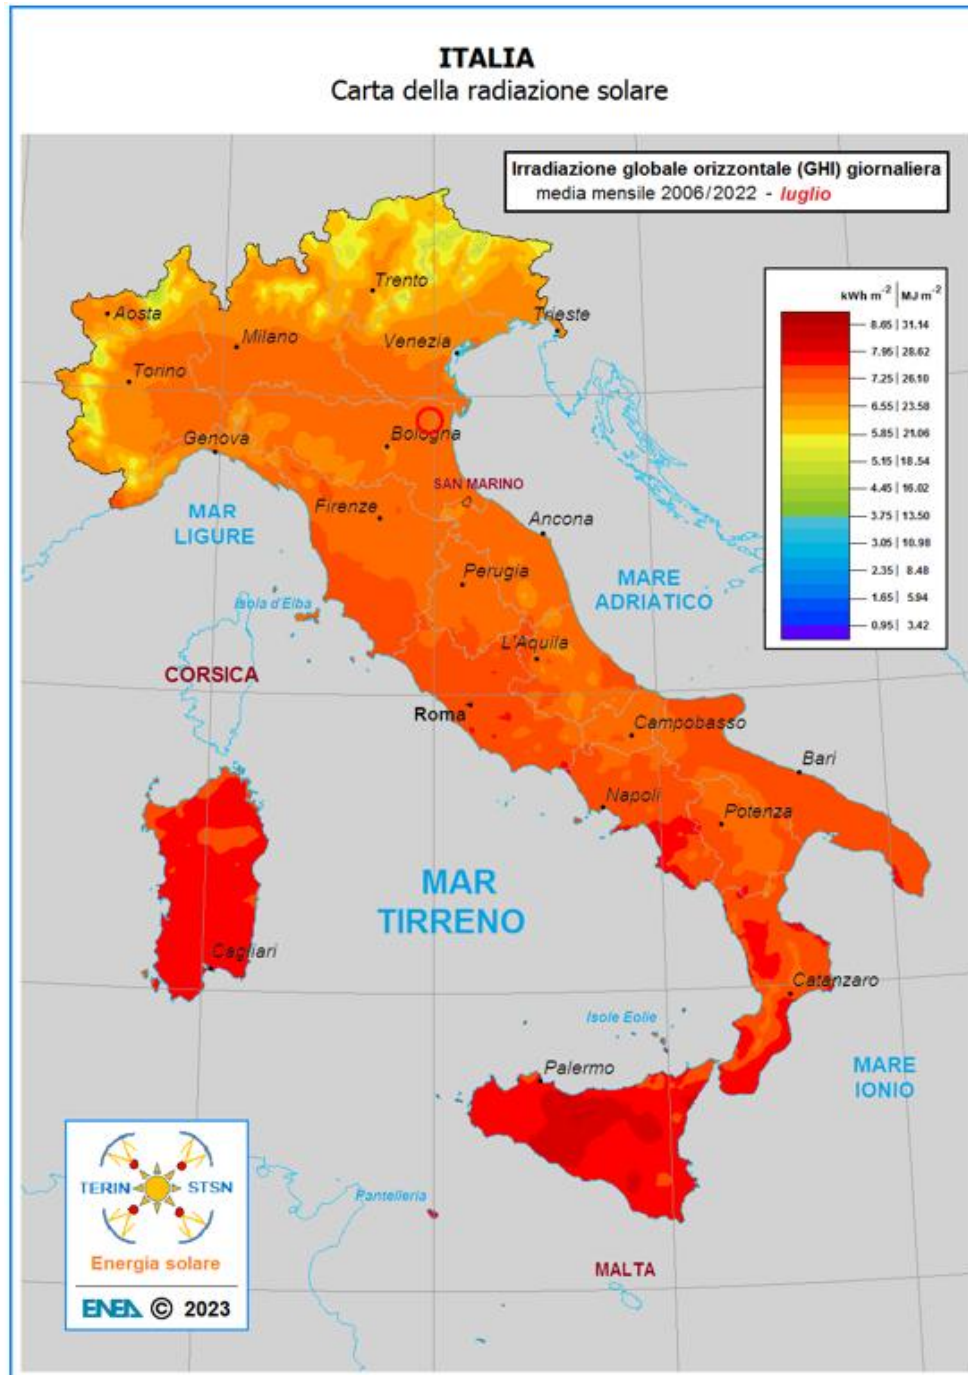 ITALIA
Carta della radiazione solare
Irradiazione globale orizzontale (GHI) giornaliera
media mensile 2006/2022 - luglio
kWh m⁻² | MJ m⁻²
8.65 | 31.14
7.95 | 28.62
7.25 | 26.10
6.55 | 23.58
5.85 | 21.06
5.15 | 18.54
4.45 | 16.02
3.75 | 13.50
3.05 | 10.98
2.35 | 8.48
1.65 | 5.94
0.95 | 3.42
Trento
Aosta
Trieste
Milano
Venezia
Torino
Genova
Bologna
SAN MARINO
MAR
LIGURE
Firenze
Ancona
Perugia
MARE
ADRIATICO
Isola d'Elba
L'Aquila
CORSICA
Roma
Campobasso
Bari
Napoli
Potenza
MAR
TIRRENO
Cagliari
Catanzaro
Isole Eolie
Palermo
MARE
IONIO
Pantelleria
MALTA
TERIN STSN
Energia solare
ENEA © 2023